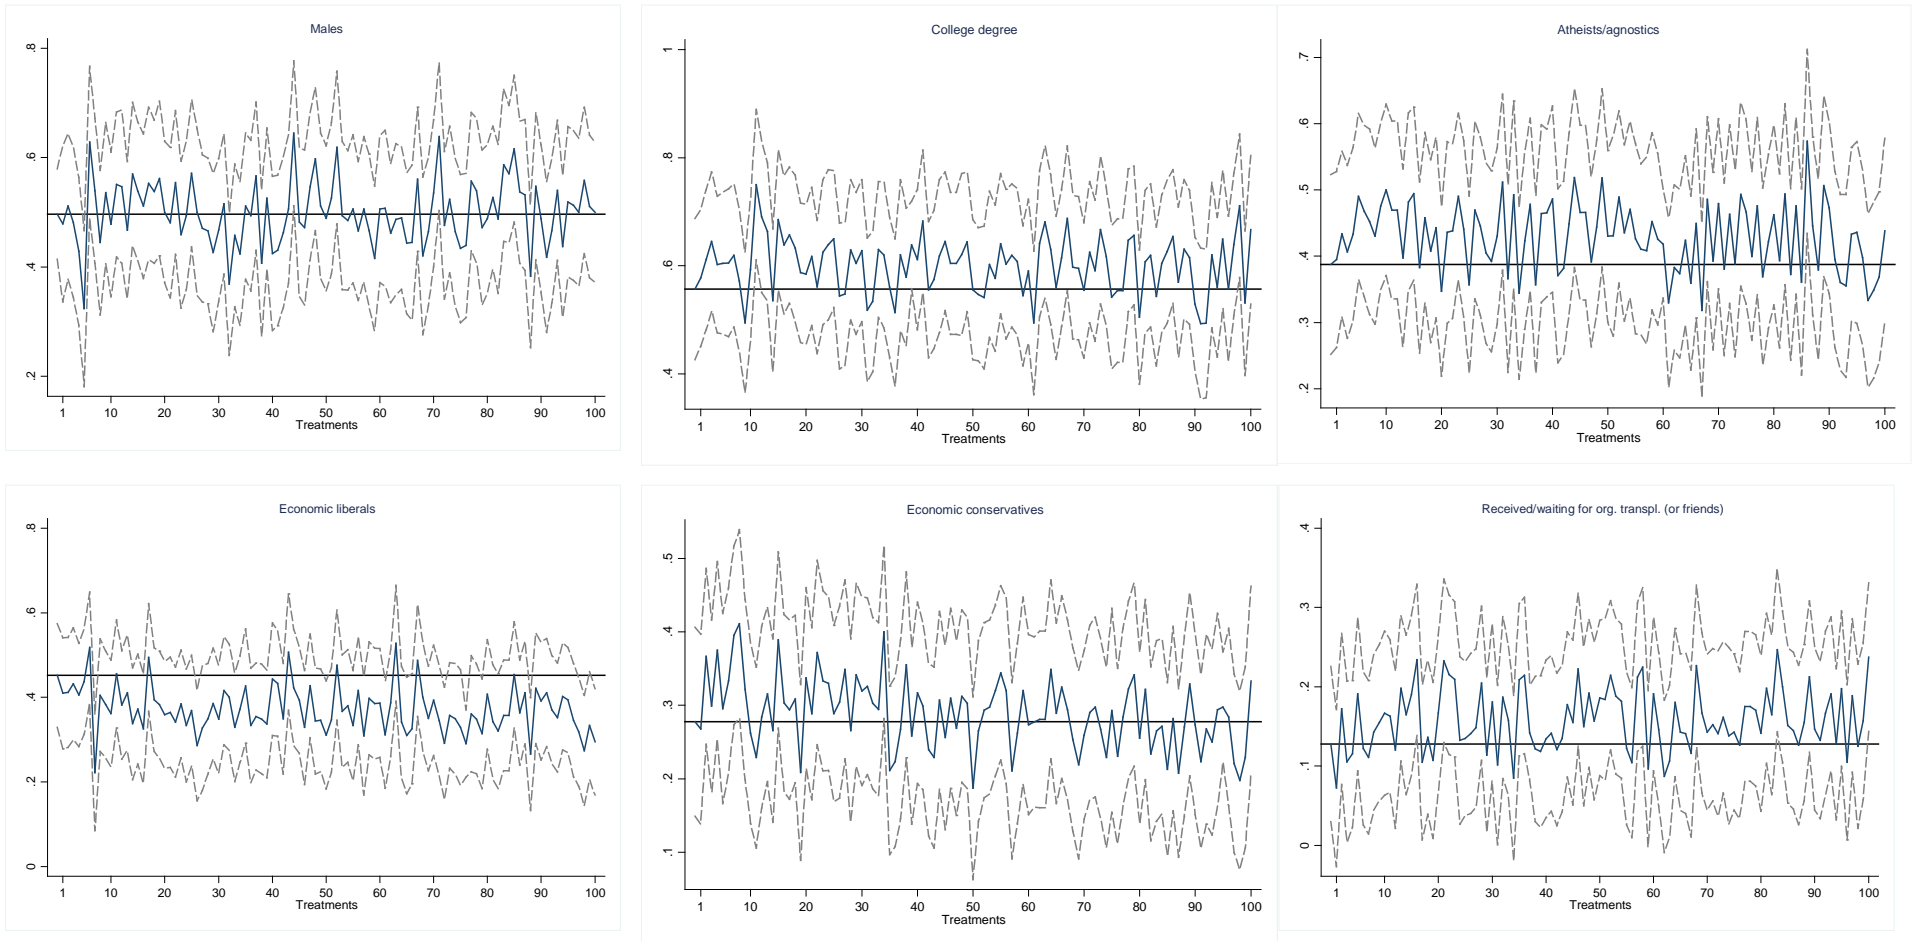 Males
.8
.6
.4
.2
1 10 20 30 40 50 60 70 80 90 100
Treatments
College degree
1
.8
.6
.4
1 10 20 30 40 50 60 70 80 90 100
Treatments
Atheists/agnostics
.7
.6
.5
.4
.3
.2
1 10 20 30 40 50 60 70 80 90 100
Treatments
Economic liberals
.8
.6
.4
.2
0
1 10 20 30 40 50 60 70 80 90 100
Treatments
Economic conservatives
.5
.4
.3
.2
.1
1 10 20 30 40 50 60 70 80 90 100
Treatments
Received/waiting for org. transpl. (or friends)
.4
.3
.2
.1
0
1 10 20 30 40 50 60 70 80 90 100
Treatments